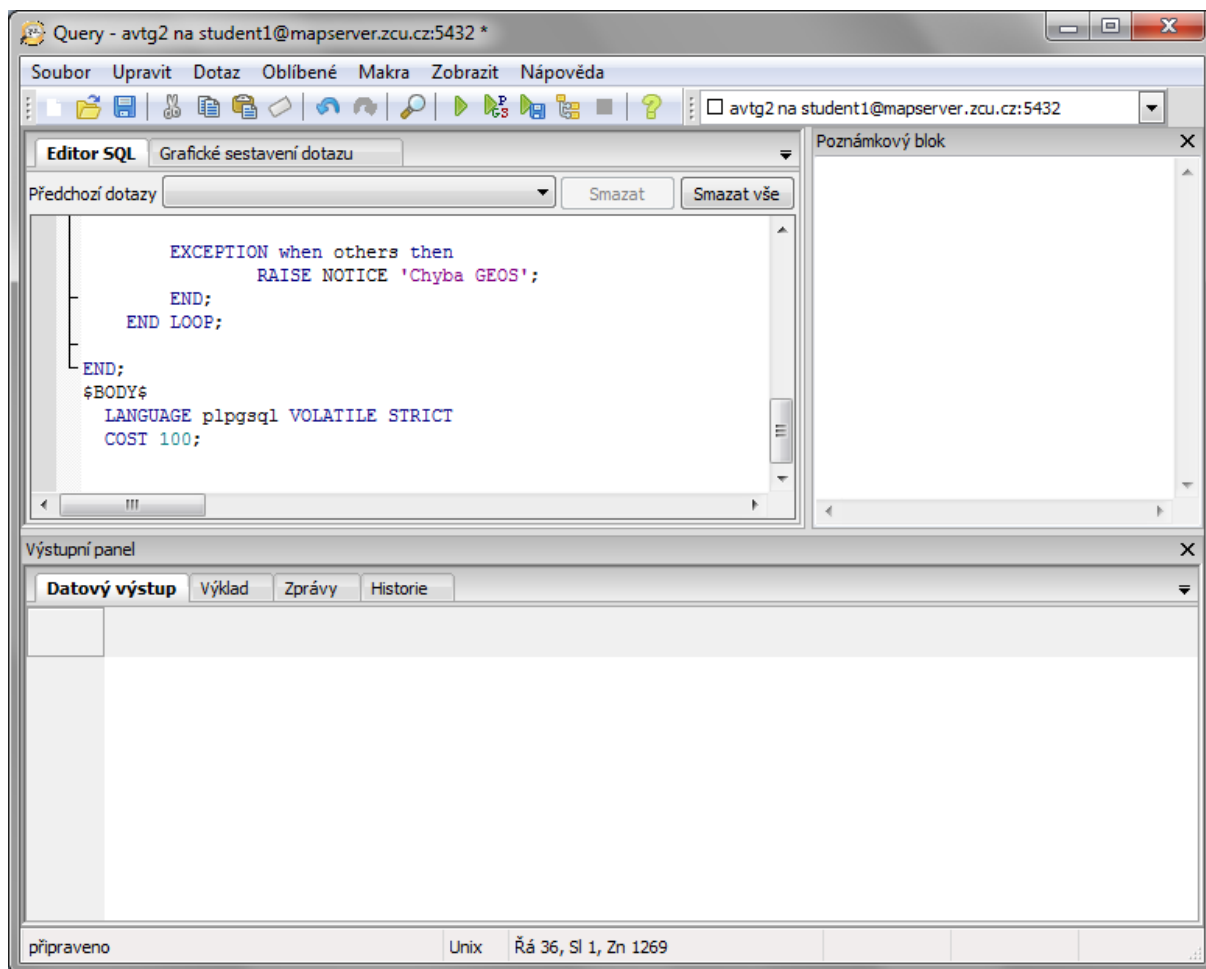 Query - avtg2 na student1@mapserver.zcu.cz:5432 *
Soubor Upravit Dotaz Oblíbené Makra Zobrazit Nápověda
avtg2 na student1@mapserver.zcu.cz:5432
Editor SQL Grafické sestavení dotazu
Poznámkový blok
Předchozí dotazy Smazat Smazat vše
EXCEPTION when others then
RAISE NOTICE 'Chyba GEOS';
END;
END LOOP;
END;
$BODY$
LANGUAGE plpgsql VOLATILE STRICT
COST 100;
Výstupní panel
Datový výstup Výklad Zprávy Historie
připraveno Unix Řá 36, Sl 1, Zn 1269